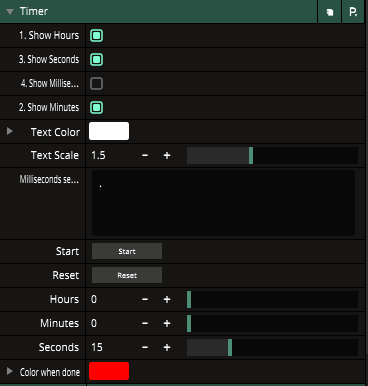 Timer P.
1. Show Hours
3. Show Seconds
4. Show Millise...
2. Show Minutes
Text Color
Text Scale 1.5 - +
Milliseconds se... .
Start Start
Reset Reset
Hours 0 - +
Minutes 0 - +
Seconds 15 - +
Color when done